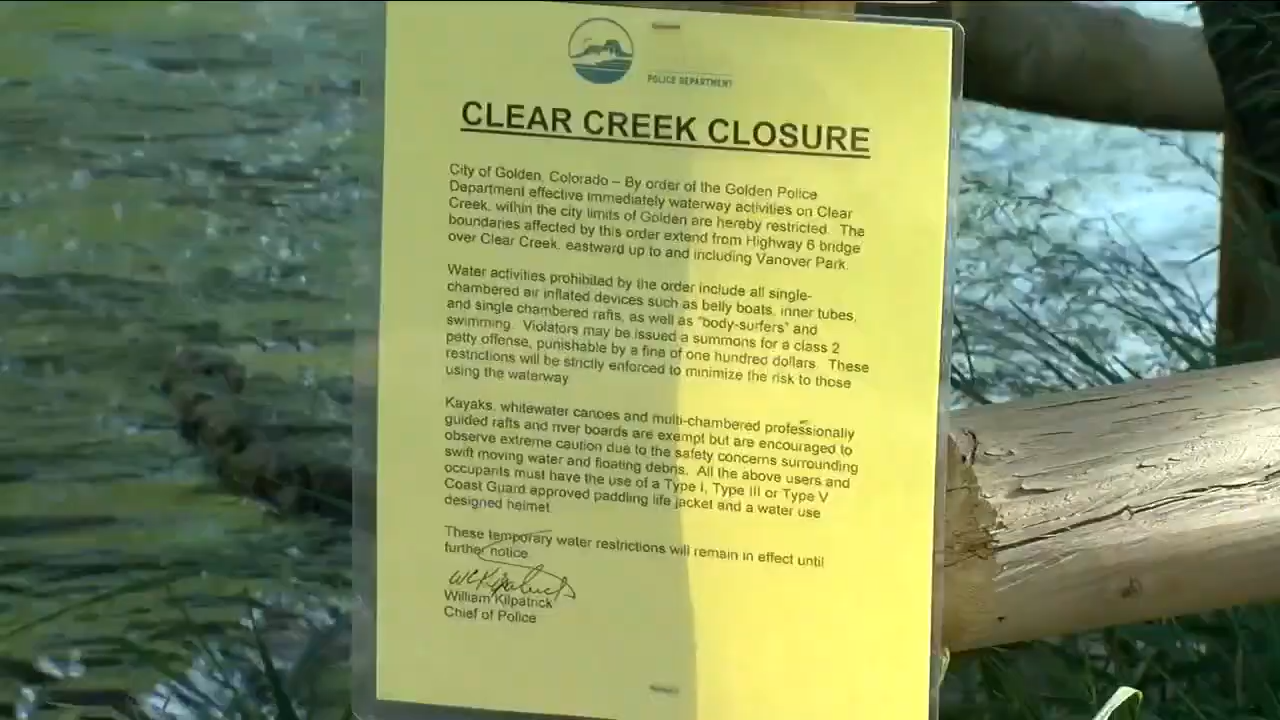 POLICE DEPARTMENT
CLEAR CREEK CLOSURE
City of Golden, Colorado – By order of the Golden Police
Department effective immediately waterway activities on Clear
Creek, within the city limits of Golden are hereby restricted. The
boundaries affected by this order extend from Highway 6 bridge
over Clear Creek, eastward up to and including Vanover Park.
Water activities prohibited by the order include all single-
chambered air inflated devices such as belly boats, inner tubes,
and single chambered rafts, as well as "body-surfers" and
swimming. Violators may be issued a summons for a class 2
petty offense, punishable by a fine of one hundred dollars. These
restrictions will be strictly enforced to minimize the risk to those
using the waterway.
Kayaks, whitewater canoes and multi-chambered professionally
guided rafts and river boards are exempt but are encouraged to
observe extreme caution due to the safety concerns surrounding
swift moving water and floating debris. All the above users and
occupants must have the use of a Type I, Type III or Type V
Coast Guard approved paddling life jacket and a water use
designed helmet.
These temporary water restrictions will remain in effect until
further notice.
WCKilpatrick
William Kilpatrick
Chief of Police